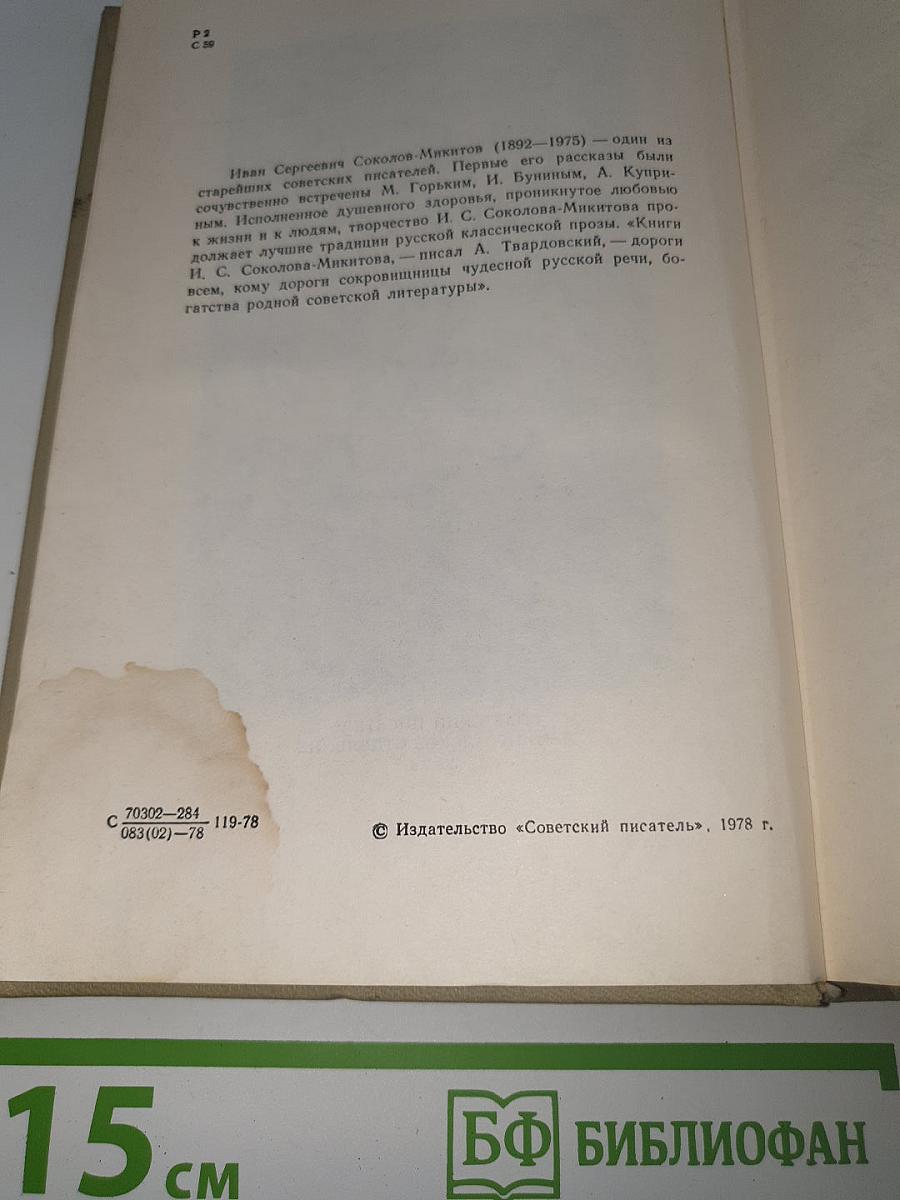 Р 2
С 59
Иван Сергеевич Соколов-Микитов (1892—1975) — один из
старейших советских писателей. Первые его рассказы были
сочувственно встречены М. Горьким, И. Буниным, А. Купри-
ным. Исполненное душевного здоровья, проникнутое любовью
к жизни и к людям, творчество И. С. Соколова-Микитова про-
должает лучшие традиции русской классической прозы. «Книги
И. С. Соколова-Микитова, — писал А. Твардовский, — дороги
всем, кому дороги сокровищницы чудесной русской речи, бо-
гатства родной советской литературы».
С 70302—284
083(02)—78 119-78
© Издательство «Советский писатель», 1978 г.
15 см
БФ БИБЛИОФАН